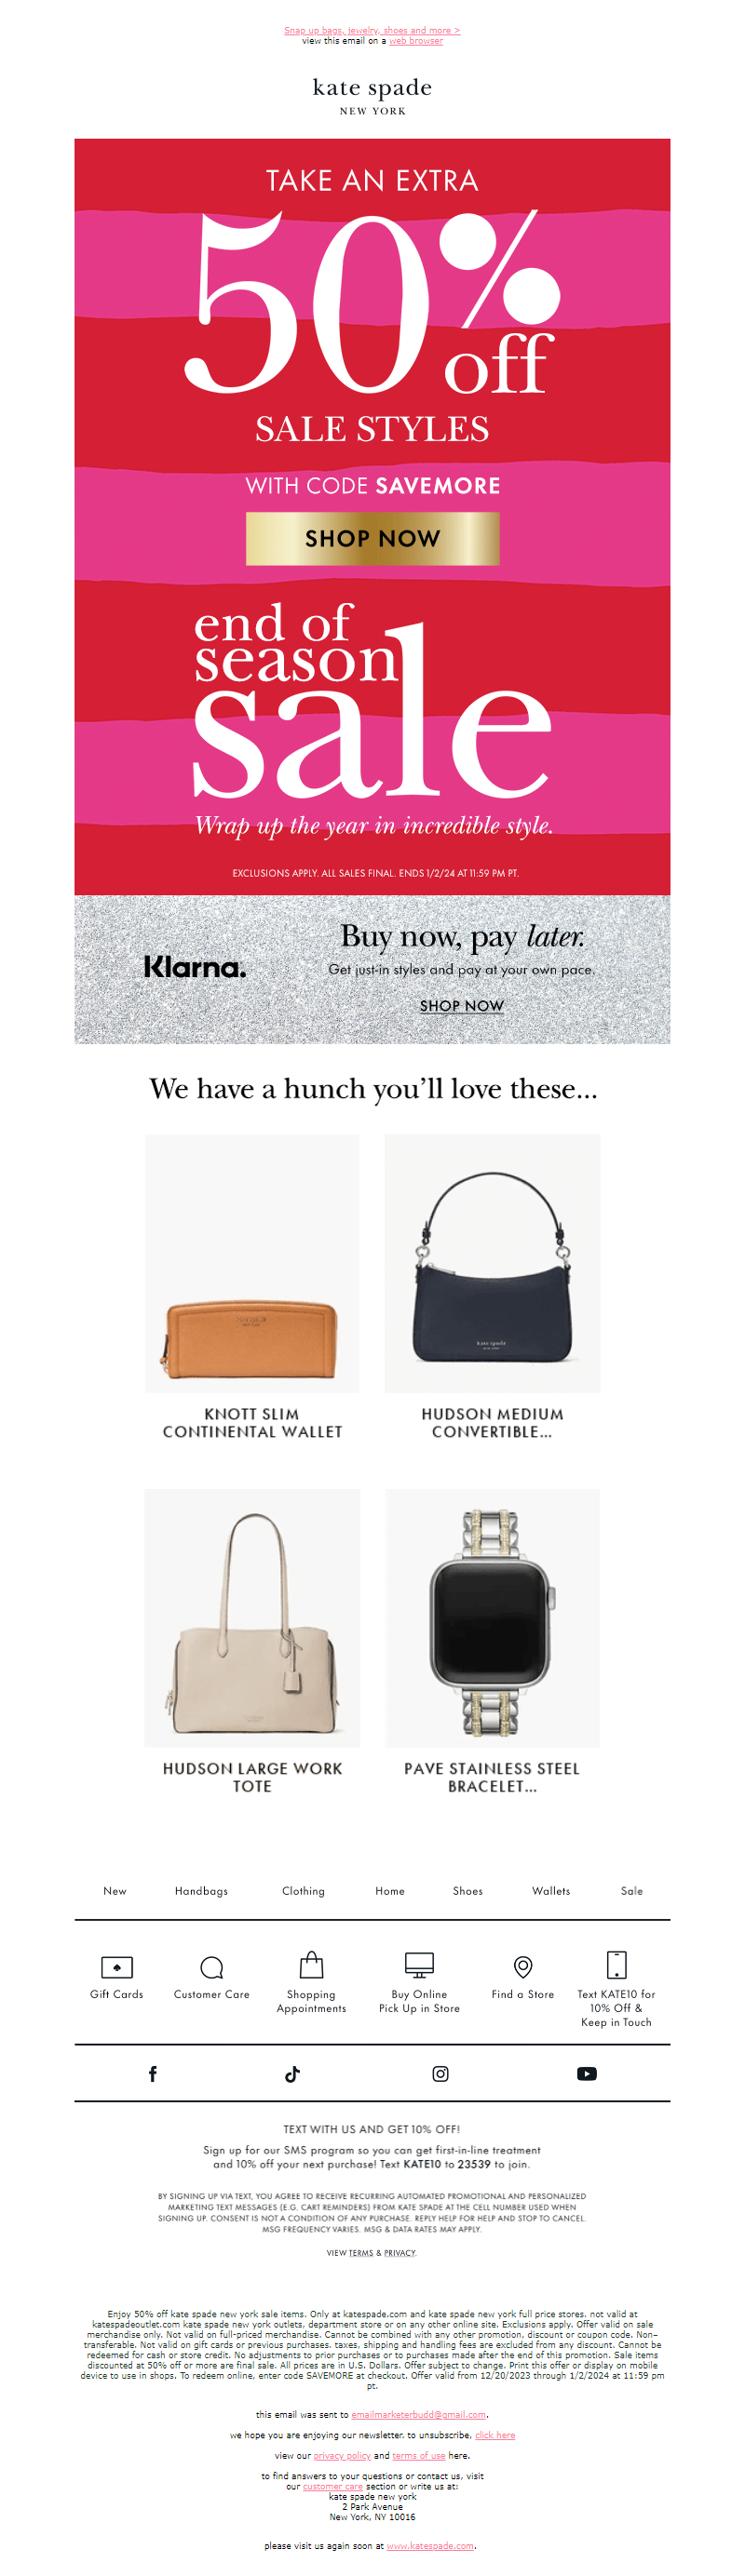 Snap up bags, jewelry, shoes and more >
view this email on a web browser
kate spade
NEW YORK
TAKE AN EXTRA
50%
off
SALE STYLES
WITH CODE SAVEMORE
SHOP NOW
end of
season
sale
Wrap up the year in incredible style.
EXCLUSIONS APPLY. ALL SALES FINAL. ENDS 1/2/24 AT 11:59 PM PT.
Klarna.
Buy now, pay later.
Get just-in styles and pay at your own pace.
SHOP NOW
We have a hunch you'll love these...
kate spade
NEW YORK
KNOTT SLIM
CONTINENTAL WALLET
HUDSON MEDIUM
CONVERTIBLE...
HUDSON LARGE WORK
TOTE
PAVE STAINLESS STEEL
BRACELET...
New Handbags Clothing Home Shoes Wallets Sale
Gift Cards
Customer Care
Shopping
Appointments
Buy Online
Pick Up in Store
Find a Store
Text KATE10 for
10% Off &
Keep in Touch
TEXT WITH US AND GET 10% OFF!
Sign up for our SMS program so you can get first-in-line treatment
and 10% off your next purchase! Text KATE10 to 23539 to join.
BY SIGNING UP VIA TEXT, YOU AGREE TO RECEIVE RECURRING AUTOMATED PROMOTIONAL AND PERSONALIZED
MARKETING TEXT MESSAGES (E.G. CART REMINDERS) FROM KATE SPADE AT THE CELL NUMBER USED WHEN
SIGNING UP. CONSENT IS NOT A CONDITION OF ANY PURCHASE. REPLY HELP FOR HELP AND STOP TO CANCEL.
MSG FREQUENCY VARIES. MSG & DATA RATES MAY APPLY.
VIEW TERMS & PRIVACY.
Enjoy 50% off kate spade new york sale items. Only at katespade.com and kate spade new york full price stores. not valid at
katespadeoutlet.com kate spade new york outlets, department store or on any other online site. Exclusions apply. Offer valid on sale
merchandise only. Not valid on full-priced merchandise. Cannot be combined with any other promotion, discount or coupon code. Non-
transferable. Not valid on gift cards or previous purchases. taxes, shipping and handling fees are excluded from any discount. Cannot be
redeemed for cash or store credit. No adjustments to prior purchases or to purchases made after the end of this promotion. Sale items
discounted at 50% off or more are final sale. All prices are in U.S. Dollars. Offer subject to change. Print this offer or display on mobile
device to use in shops. To redeem online, enter code SAVEMORE at checkout. Offer valid from 12/20/2023 through 1/2/2024 at 11:59 pm
pt.
this email was sent to emailmarketerbudd@gmail.com.
we hope you are enjoying our newsletter. to unsubscribe, click here
view our privacy policy and terms of use here.
to find answers to your questions or contact us, visit
our customer care section or write us at:
kate spade new york
2 Park Avenue
New York, NY 10016
please visit us again soon at www.katespade.com.